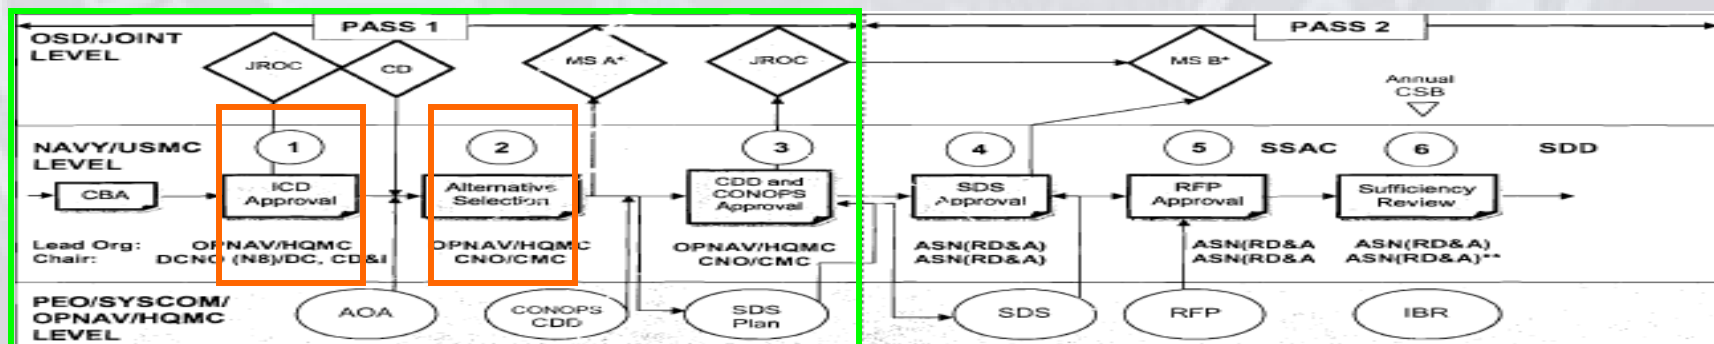 PASS 1
PASS 2
OSD/JOINT
LEVEL
JROC
CD
MS A*
JROC
MS B*
Annual
CSB
NAVY/USMC
LEVEL
1
2
3
4
5
SSAC
6
SDD
CBA
ICD
Approval
Alternative
Selection
CDD and
CONOPS
Approval
SDS
Approval
RFP
Approval
Sufficiency
Review
Lead Org:
Chair:
OPNAV/HQMC
DCNO (N8)/DC, CD&I
OPNAV/HQMC
CNO/CMC
OPNAV/HQMC
CNO/CMC
ASN(RD&A)
ASN(RD&A)
ASN(RD&A
ASN(RD&A
ASN(RD&A)
ASN(RD&A)**
PEO/SYSCOM/
OPNAV/HQMC
LEVEL
AOA
CONOPS
CDD
SDS
Plan
SDS
RFP
IBR